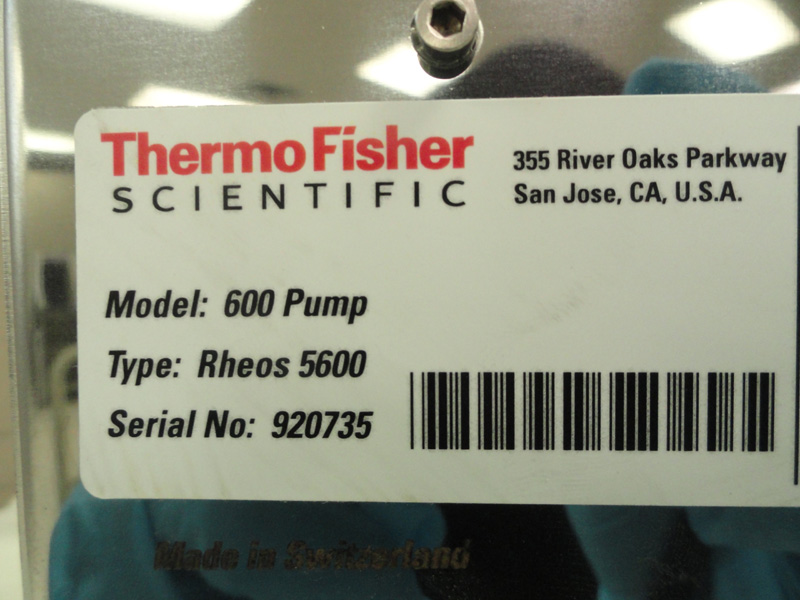 ThermoFisher
SCIENTIFIC
355 River Oaks Parkway
San Jose, CA, U.S.A.
Model: 600 Pump
Type: Rheos 5600
Serial No: 920735
Made in Switzerland